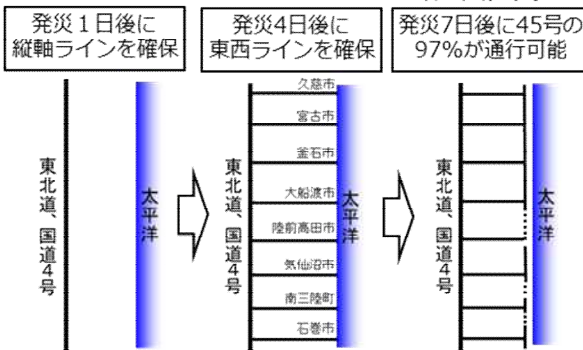 発災1日後に
縦軸ラインを確保
発災4日後に
東西ラインを確保
発災7日後に45号の
97%が通行可能
東北道、国道4号
太平洋
東北道、国道4号
久慈市
宮古市
釜石市
大船渡市
陸前高田市
気仙沼市
南三陸町
石巻市
太平洋
東北道、国道4号
太平洋